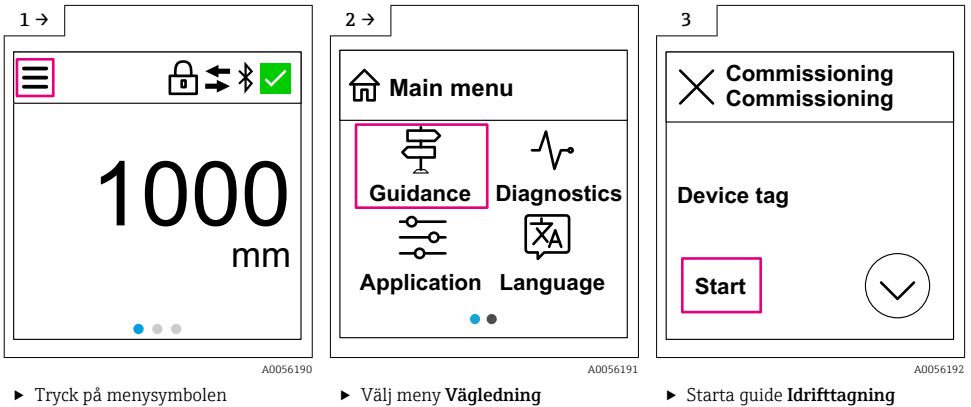 1 →
1000
mm
A0056190
▶ Tryck på menysymbolen
2 →
Main menu
Guidance Diagnostics
Application Language
A0056191
▶ Välj meny Vägledning
3
Commissioning
Commissioning
Device tag
Start
A0056192
▶ Starta guide Idrifttagning